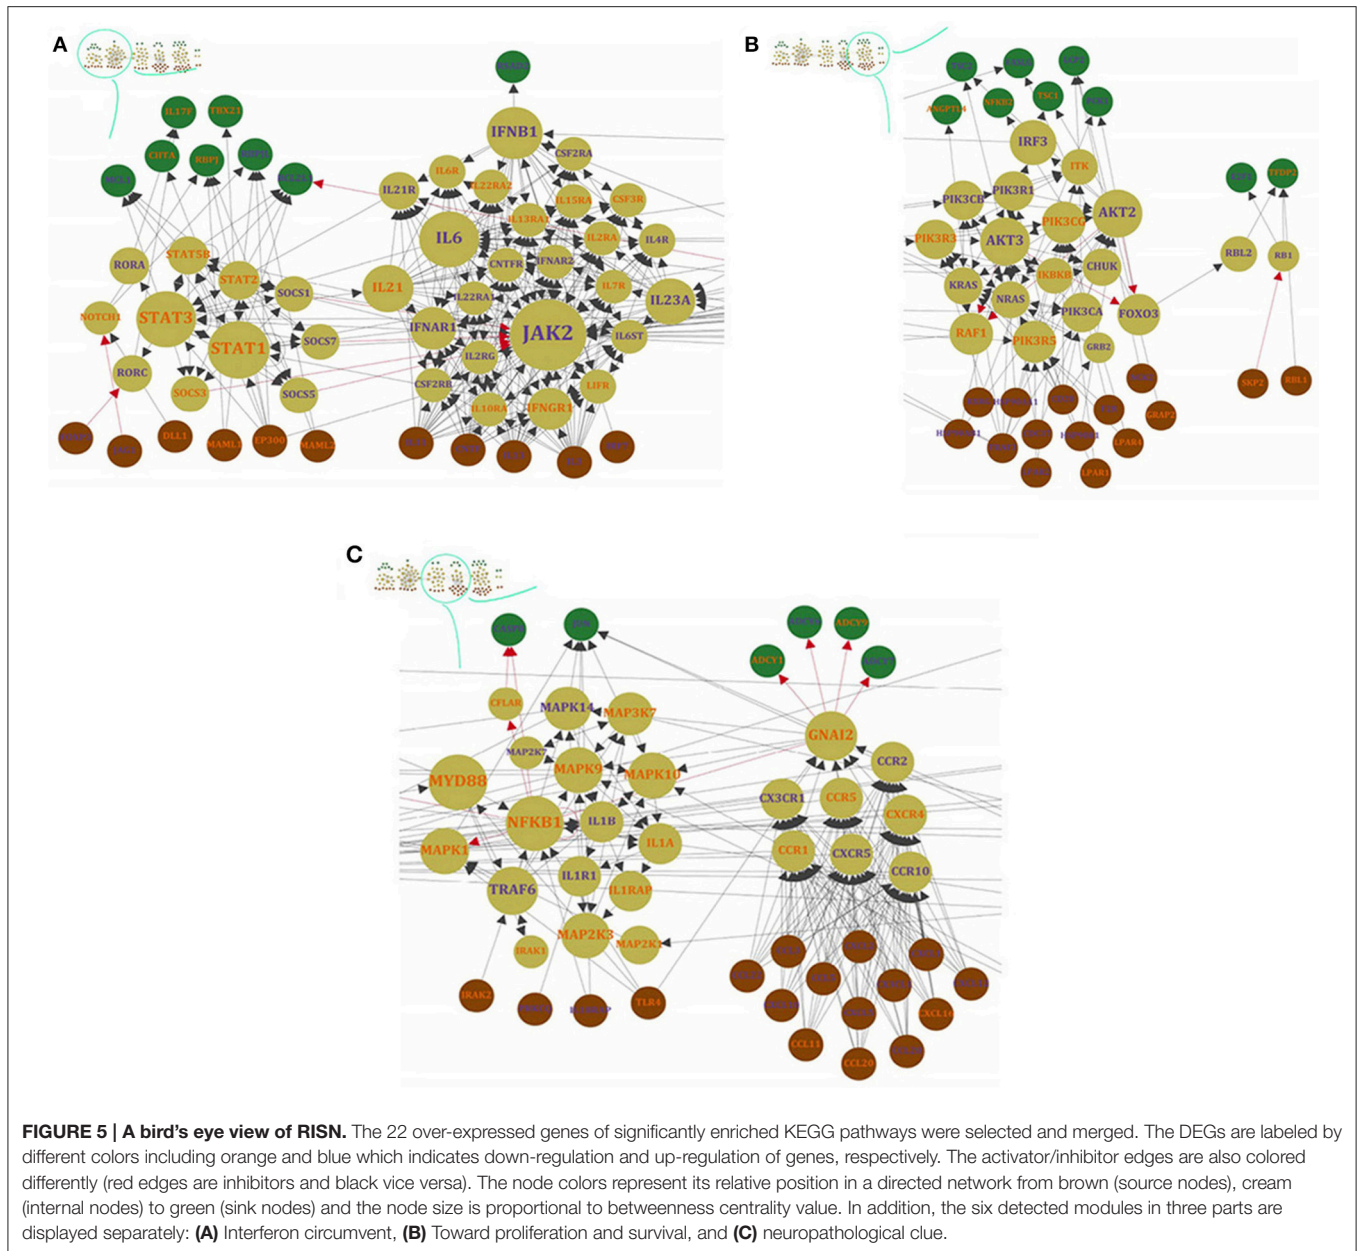 A
B
IL17F
TBX21
CIITA
RBPJ
IFNB1
CSF2RA
IL21R
IL6R
IL22RA2
IL15RA
CSF3R
IL13RA1
IL6
IL2RA
IL4R
RORA
STAT5B
STAT2
CNTFR
IFNAR2
IL21
IL7R
SOCS1
IL22RA1
IL23A
NOTCH1
STAT3
IFNAR1
JAK2
IL6ST
STAT1
SOCS7
IL2RG
RORC
SOCS3
SOCS5
CSF2RB
LIFR
IL10RA
IFNGR1
DLL1
MAML1
EP300
MAML2
ANGPTL4
NFKB2
TSC1
IRF3
ITK
PIK3CB
PIK3R1
TFDP2
PIK3R3
AKT3
PIK3CG
AKT2
RBL2
RB1
KRAS
IKBKB
CHUK
NRAS
RAF1
PIK3CA
FOXO3
PIK3R5
GRB2
SKP2
RBL1
GRAP2
LPAR4
LPAR1
C
ADCY9
ADCY1
CFLAR
MAPK14
MAP3K7
GNAI2
MAP2K7
MYD88
MAPK9
MAPK10
CCR2
CX3CR1
CCR5
CXCR4
NFKB1
IL1B
MAPK1
IL1A
CCR1
CXCR5
CCR10
TRAF6
IL1R1
IL1RAP
MAP2K3
MAP2K1
IRAK1
IRAK2
TLR4
CXCL16
CCL11
CCL20
FIGURE 5 | A bird's eye view of RISN. The 22 over-expressed genes of significantly enriched KEGG pathways were selected and merged. The DEGs are labeled by
different colors including orange and blue which indicates down-regulation and up-regulation of genes, respectively. The activator/inhibitor edges are also colored
differently (red edges are inhibitors and black vice versa). The node colors represent its relative position in a directed network from brown (source nodes), cream
(internal nodes) to green (sink nodes) and the node size is proportional to betweenness centrality value. In addition, the six detected modules in three parts are
displayed separately: (A) Interferon circumvent, (B) Toward proliferation and survival, and (C) neuropathological clue.